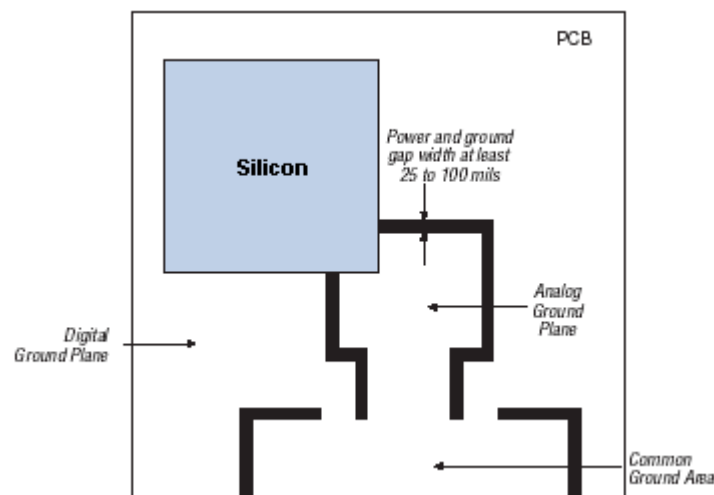 PCB
Silicon
Power and ground
gap width at least
25 to 100 mils
Analog
Ground
Plane
Digital
Ground Plane
Common
Ground Area